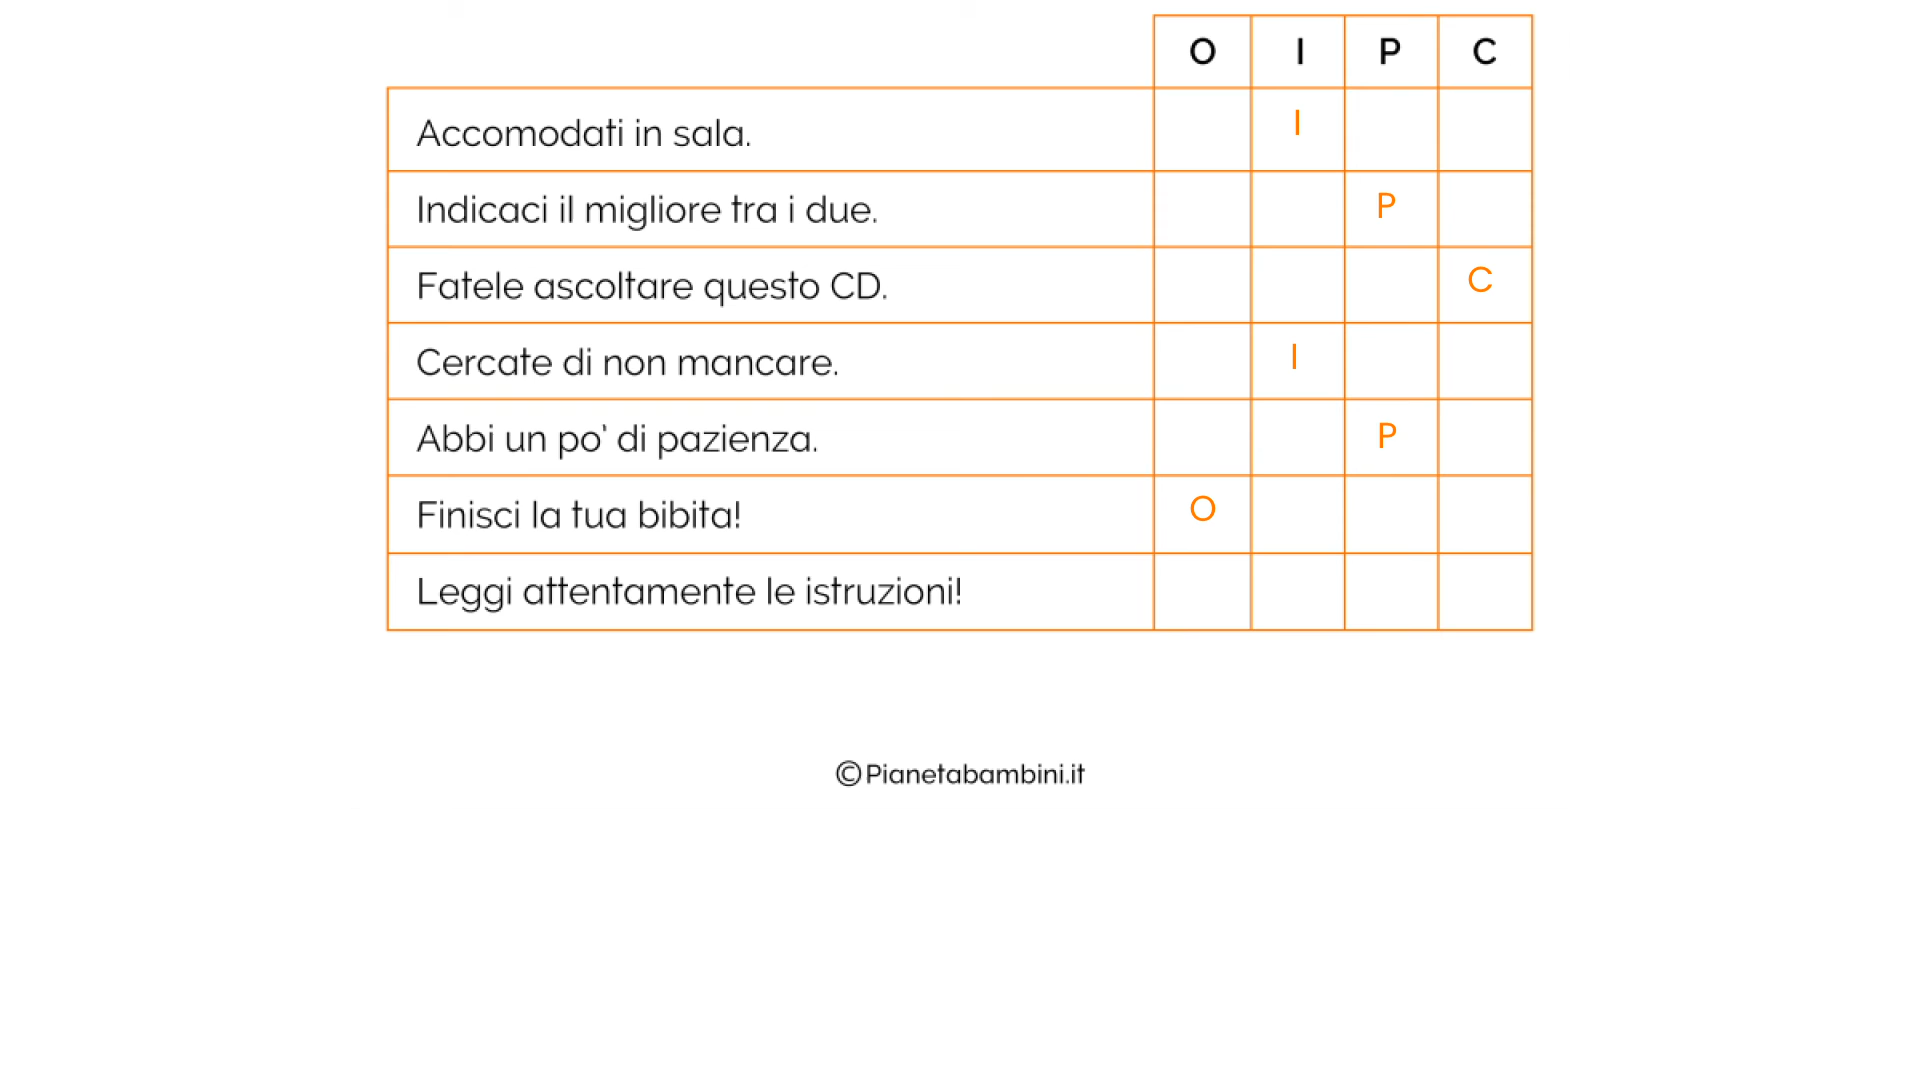 O I P C
Accomodati in sala. I
Indicaci il migliore tra i due. P
Fatele ascoltare questo CD. C
Cercate di non mancare. I
Abbi un po' di pazienza. P
Finisci la tua bibita! O
Leggi attentamente le istruzioni!
©Pianetabambini.it